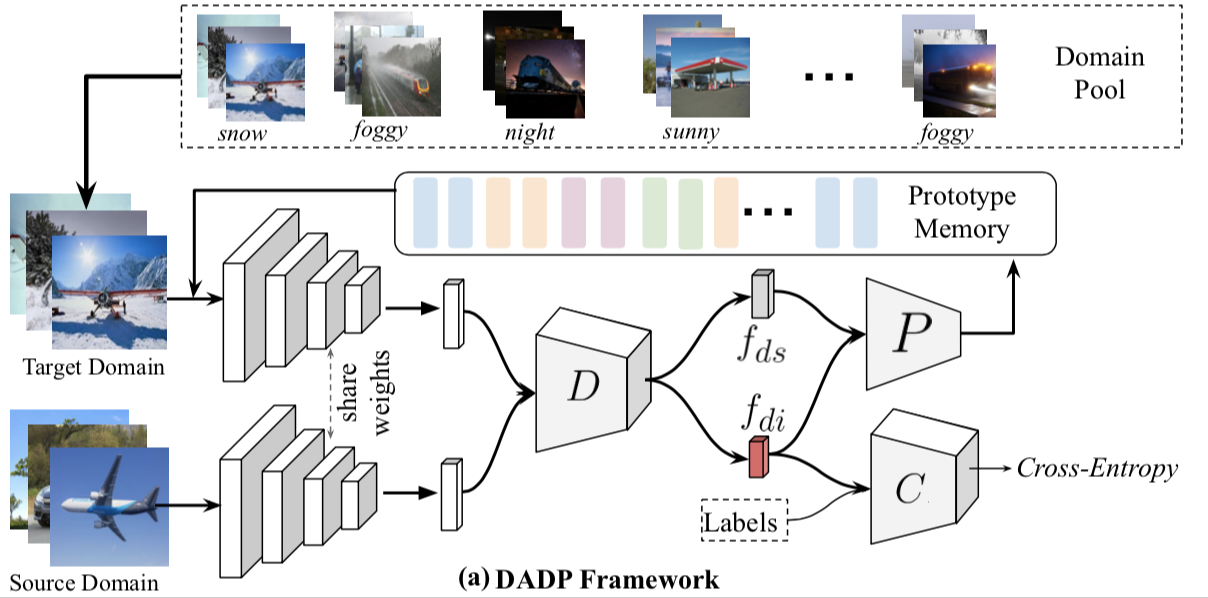 Domain
Pool
snow
foggy
night
sunny
foggy
Prototype
Memory
Target Domain
share
weights
D
f_{ds}
f_{di}
P
C
Cross-Entropy
Labels
Source Domain
(a) DADP Framework